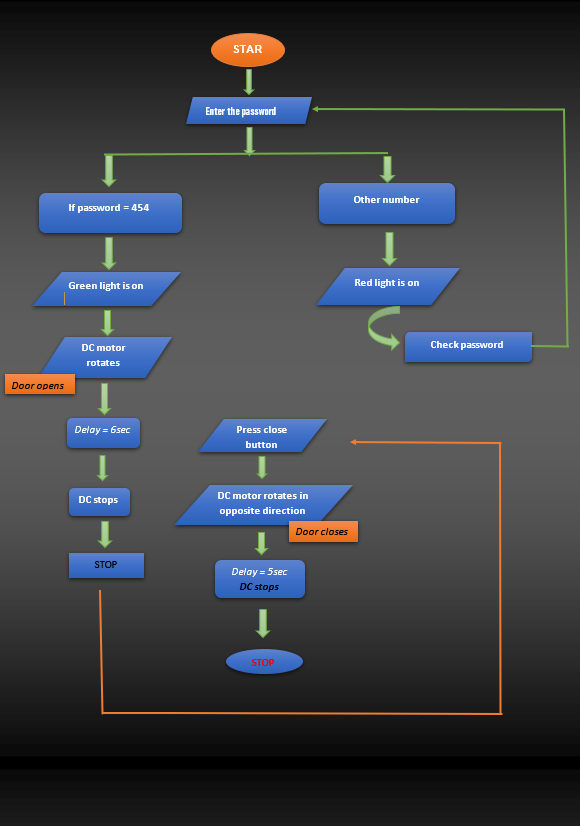 STAR
Enter the password
If password = 454
Other number
Green light is on
Red light is on
DC motor
rotates
Check password
Door opens
Delay = 6sec
Press close
button
DC stops
DC motor rotates in
opposite direction
Door closes
STOP
Delay = 5sec
DC stops
STOP